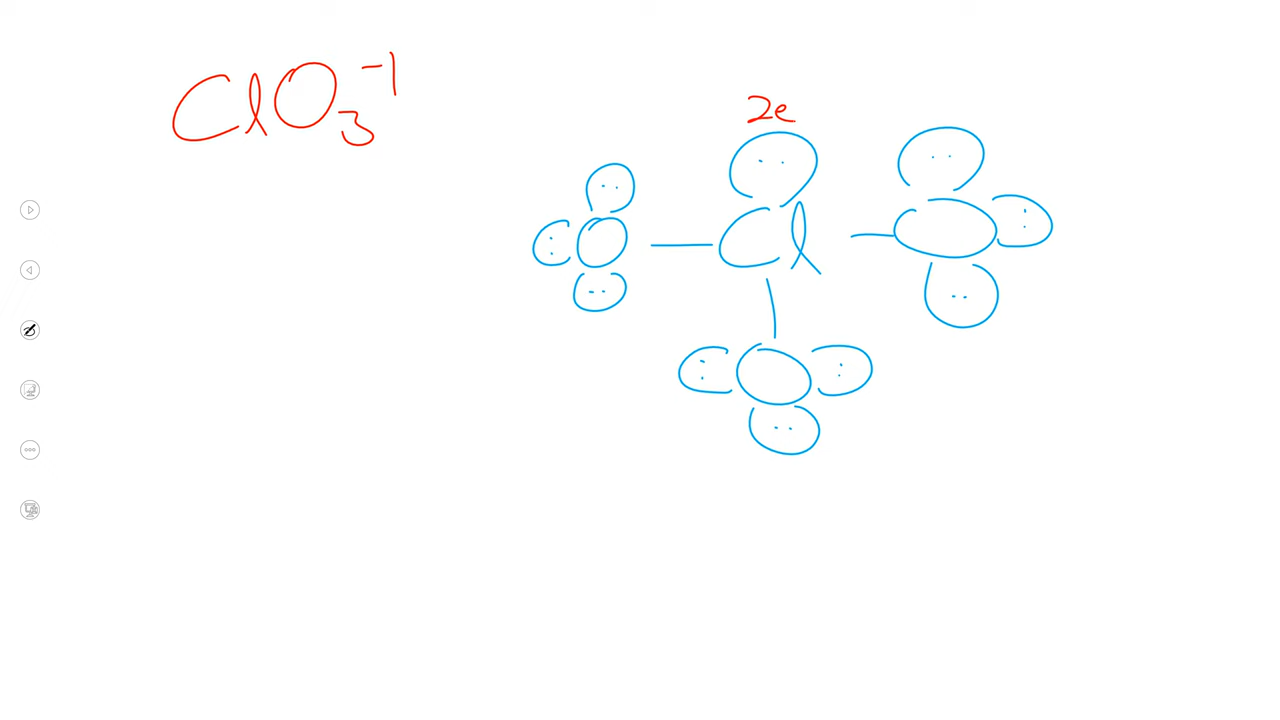 ClO₃⁻¹
2e
O — Cl — O
O